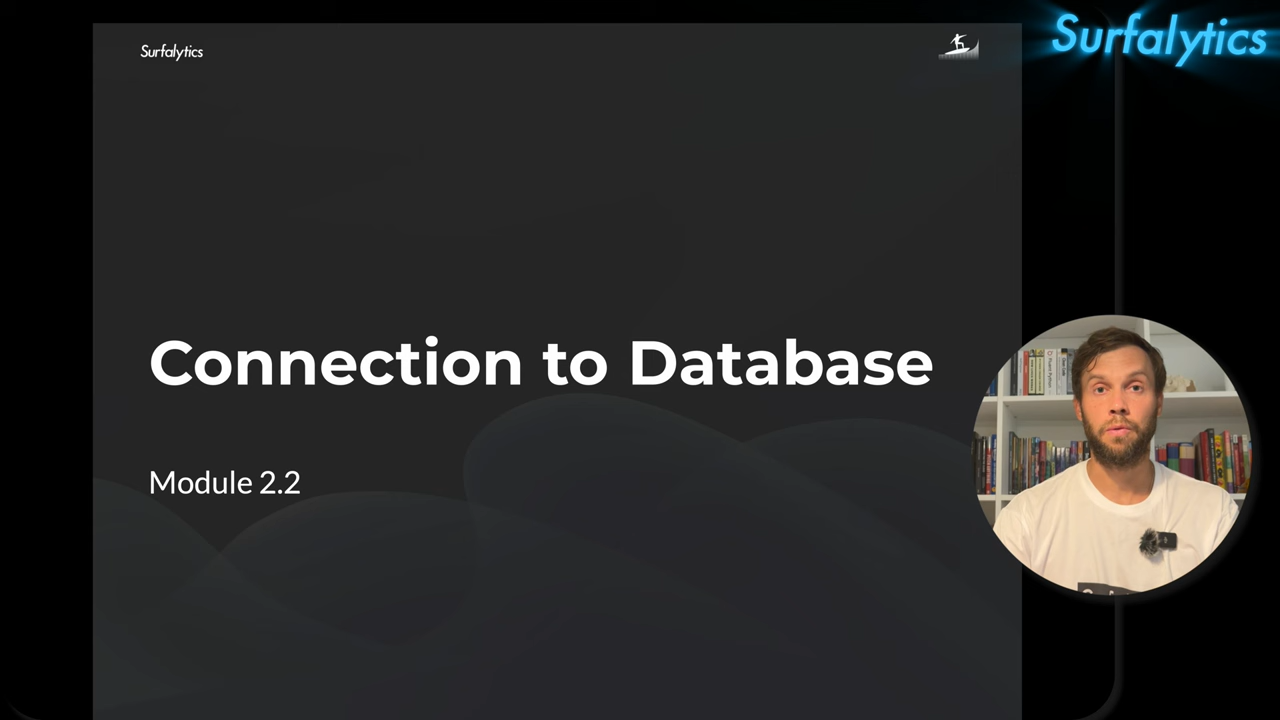 Surfalytics
Surfalytics
Connection to Database
Module 2.2